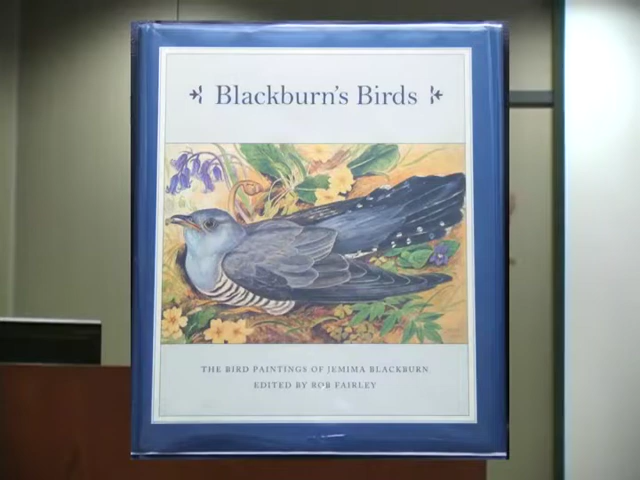 Blackburn's Birds
THE BIRD PAINTINGS OF JEMIMA BLACKBURN
EDITED BY ROB FAIRLEY